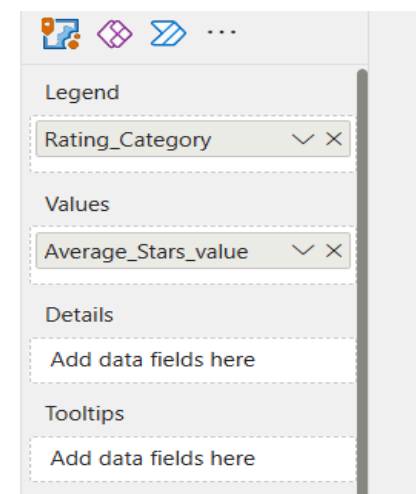 Legend
Rating_Category
Values
Average_Stars_value
Details
Add data fields here
Tooltips
Add data fields here